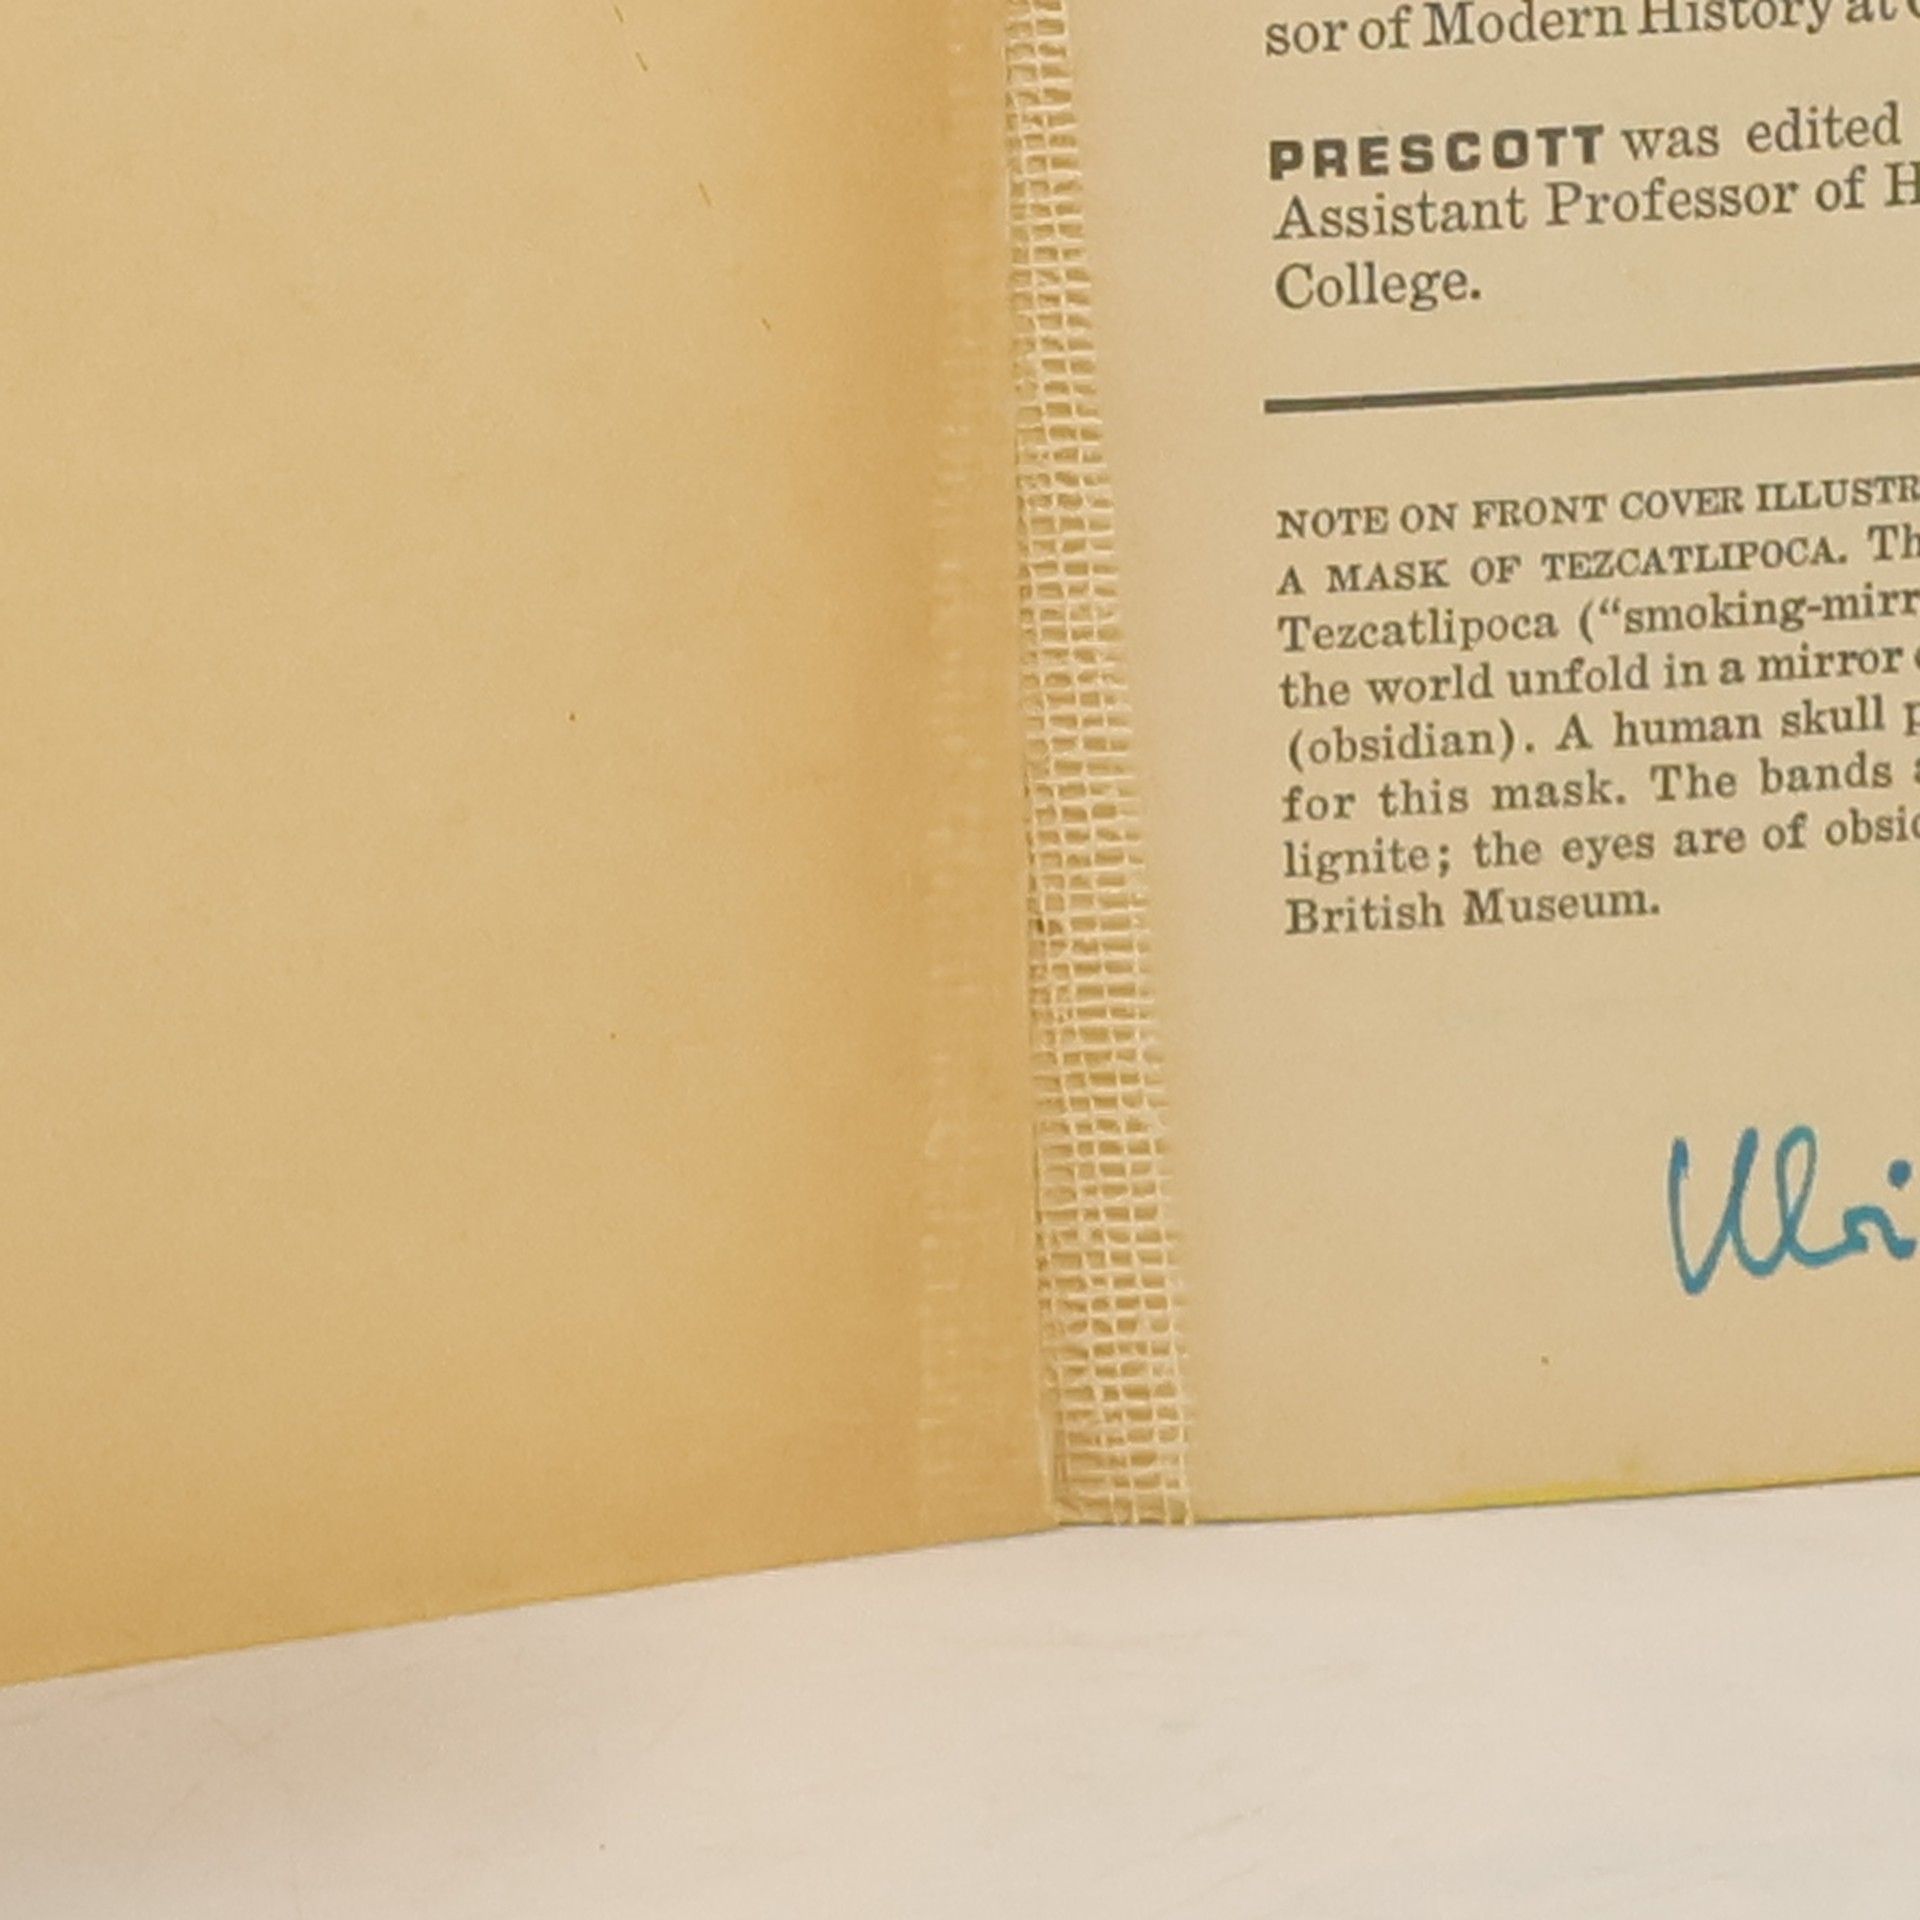 sor of Modern History at
PRESCOTT was edited
Assistant Professor of
College.
NOTE ON FRONT COVER
A MASK OF TEZCATLIPOCA.
Tezcatlipoca ("smoking-
the world unfold in a mirror
(obsidian). A human skull
for this mask. The bands
lignite; the eyes are of
British Museum.